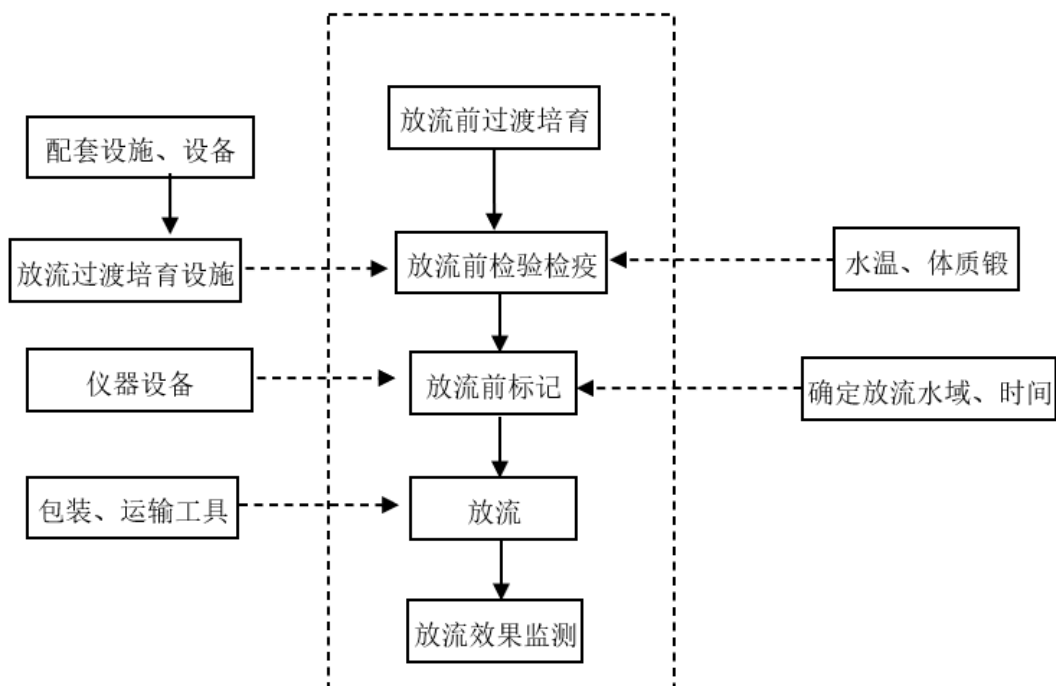 放流前过渡培育
配套设施、设备
放流过渡培育设施
放流前检验检疫
水温、体质锻
仪器设备
放流前标记
确定放流水域、时间
包装、运输工具
放流
放流效果监测